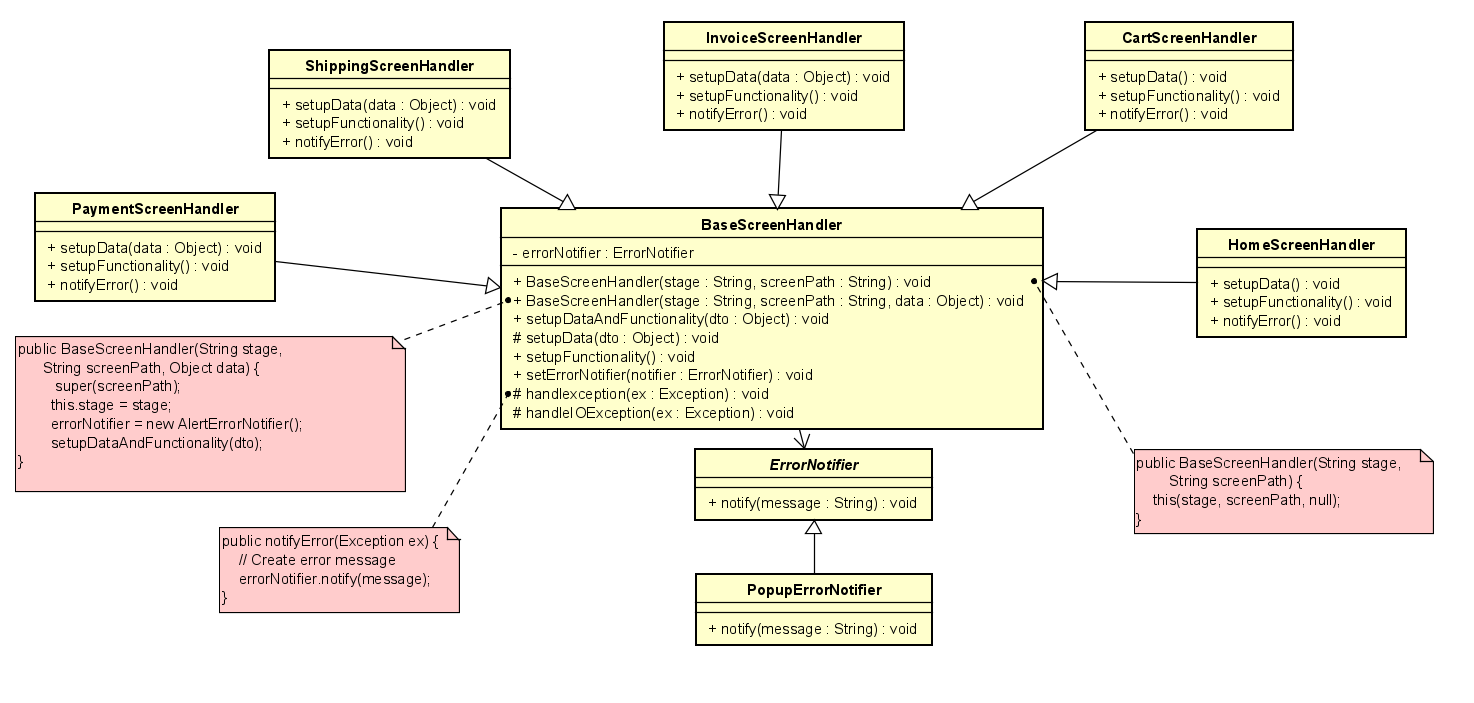 InvoiceScreenHandler
+ setupData(data : Object) : void
+ setupFunctionality() : void
+ notifyError() : void
CartScreenHandler
+ setupData() : void
+ setupFunctionality() : void
+ notifyError() : void
ShippingScreenHandler
+ setupData(data : Object) : void
+ setupFunctionality() : void
+ notifyError() : void
PaymentScreenHandler
+ setupData(data : Object) : void
+ setupFunctionality() : void
+ notifyError() : void
BaseScreenHandler
- errorNotifier : ErrorNotifier
+ BaseScreenHandler(stage : String, screenPath : String) : void
+ BaseScreenHandler(stage : String, screenPath : String, data : Object) : void
+ setupDataAndFunctionality(dto : Object) : void
# setupData(dto : Object) : void
+ setupFunctionality() : void
+ setErrorNotifier(notifier : ErrorNotifier) : void
# handlexception(ex : Exception) : void
# handleIOException(ex : Exception) : void
HomeScreenHandler
+ setupData() : void
+ setupFunctionality() : void
+ notifyError() : void
public BaseScreenHandler(String stage,
String screenPath, Object data) {
super(screenPath);
this.stage = stage;
errorNotifier = new AlertErrorNotifier();
setupDataAndFunctionality(dto);
}
ErrorNotifier
+ notify(message : String) : void
public BaseScreenHandler(String stage,
String screenPath) {
this(stage, screenPath, null);
}
public notifyError(Exception ex) {
// Create error message
errorNotifier.notify(message);
}
PopupErrorNotifier
+ notify(message : String) : void